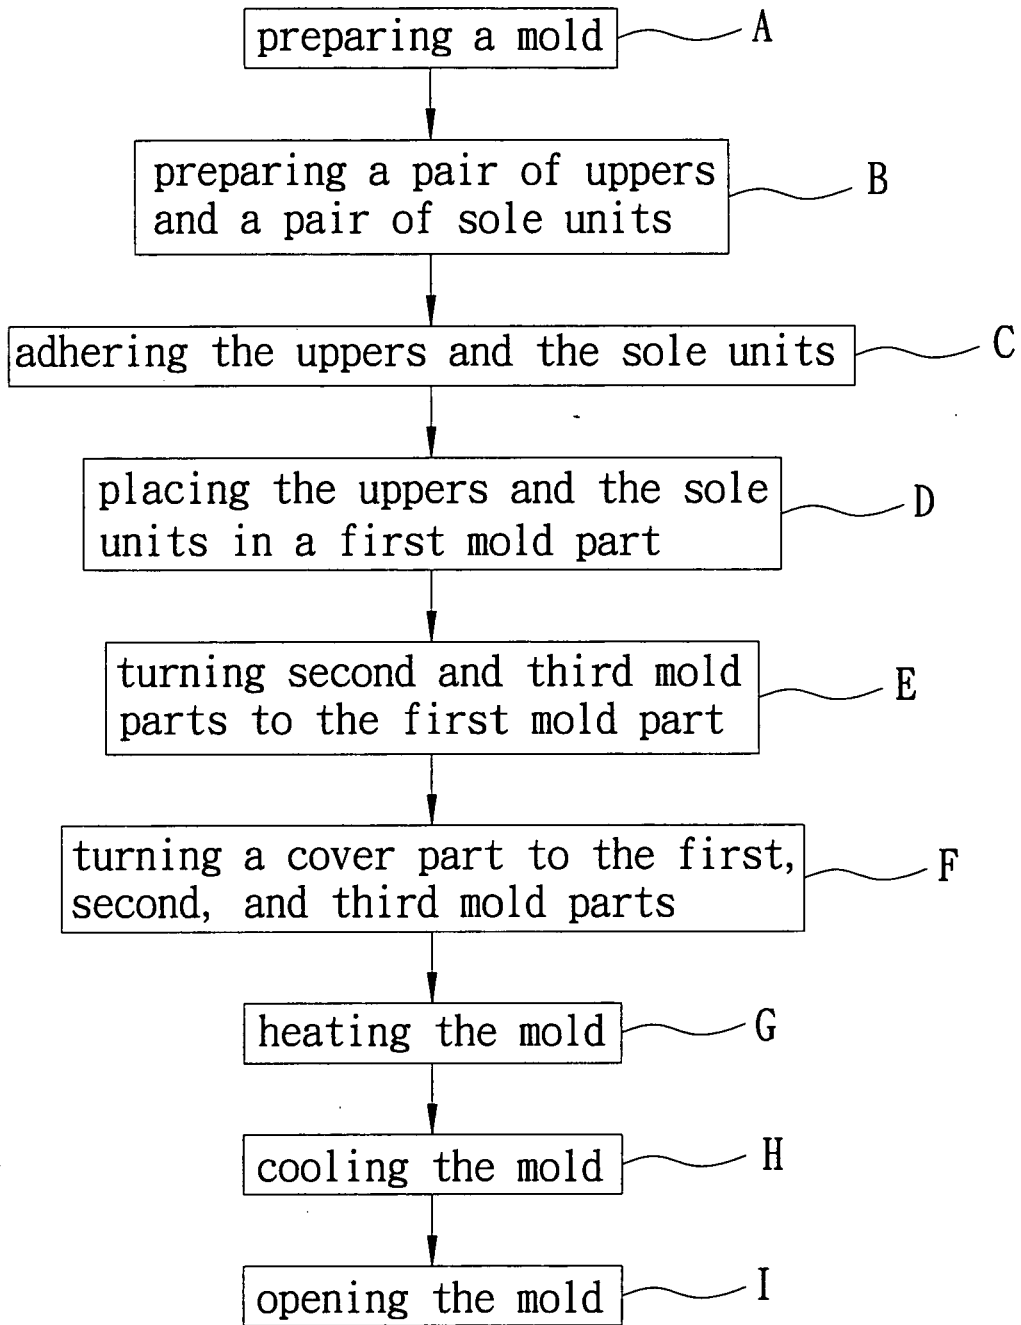 preparing a mold
A
preparing a pair of uppers
and a pair of sole units
B
adhering the uppers and the sole units
C
placing the uppers and the sole
units in a first mold part
D
turning second and third mold
parts to the first mold part
E
turning a cover part to the first,
second, and third mold parts
F
heating the mold
G
cooling the mold
H
opening the mold
I